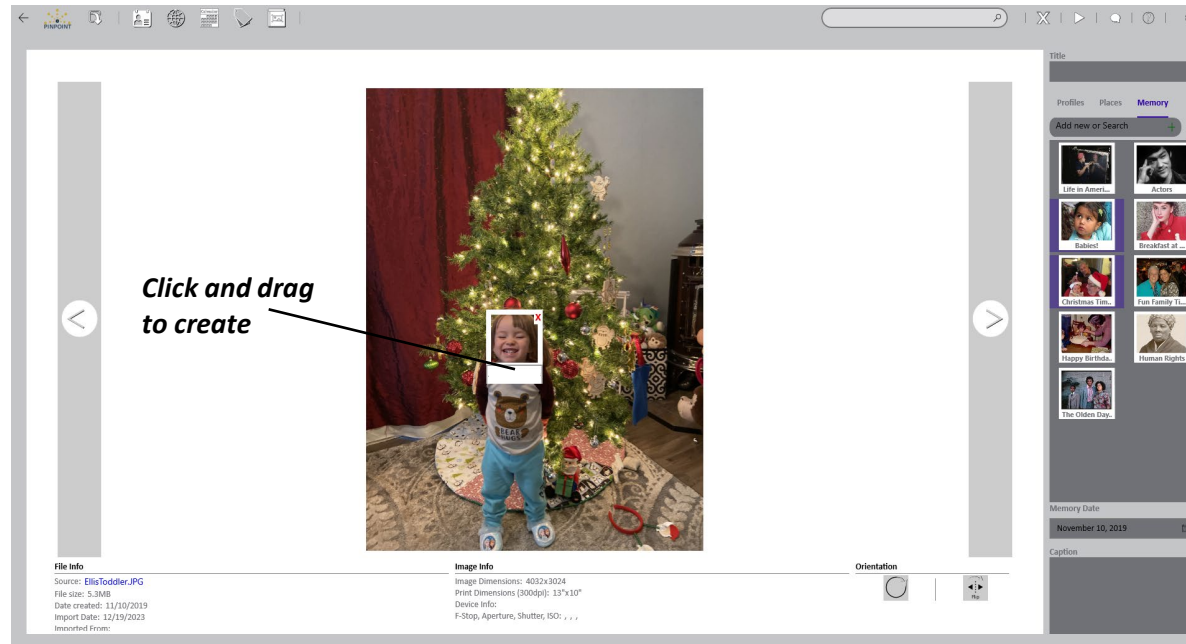 PINPOINT
Title
Profiles Places Memory
Add new or Search
Life in Ameri...
Actors
Babies!
Breakfast at ...
Christmas Tim..
Fun Family Ti...
Happy Birthda..
Human Rights
The Olden Day..
Click and drag
to create
X
BEAR
HUGS
Memory Date
November 10, 2019
Caption
File Info
Source: EllisToddler.JPG
File size: 5.3MB
Date created: 11/10/2019
Import Date: 12/19/2023
Imported From:
Image Info
Image Dimensions: 4032x3024
Print Dimensions (300dpi): 13"x10"
Device Info:
F-Stop, Aperture, Shutter, ISO: , , ,
Orientation
Flip